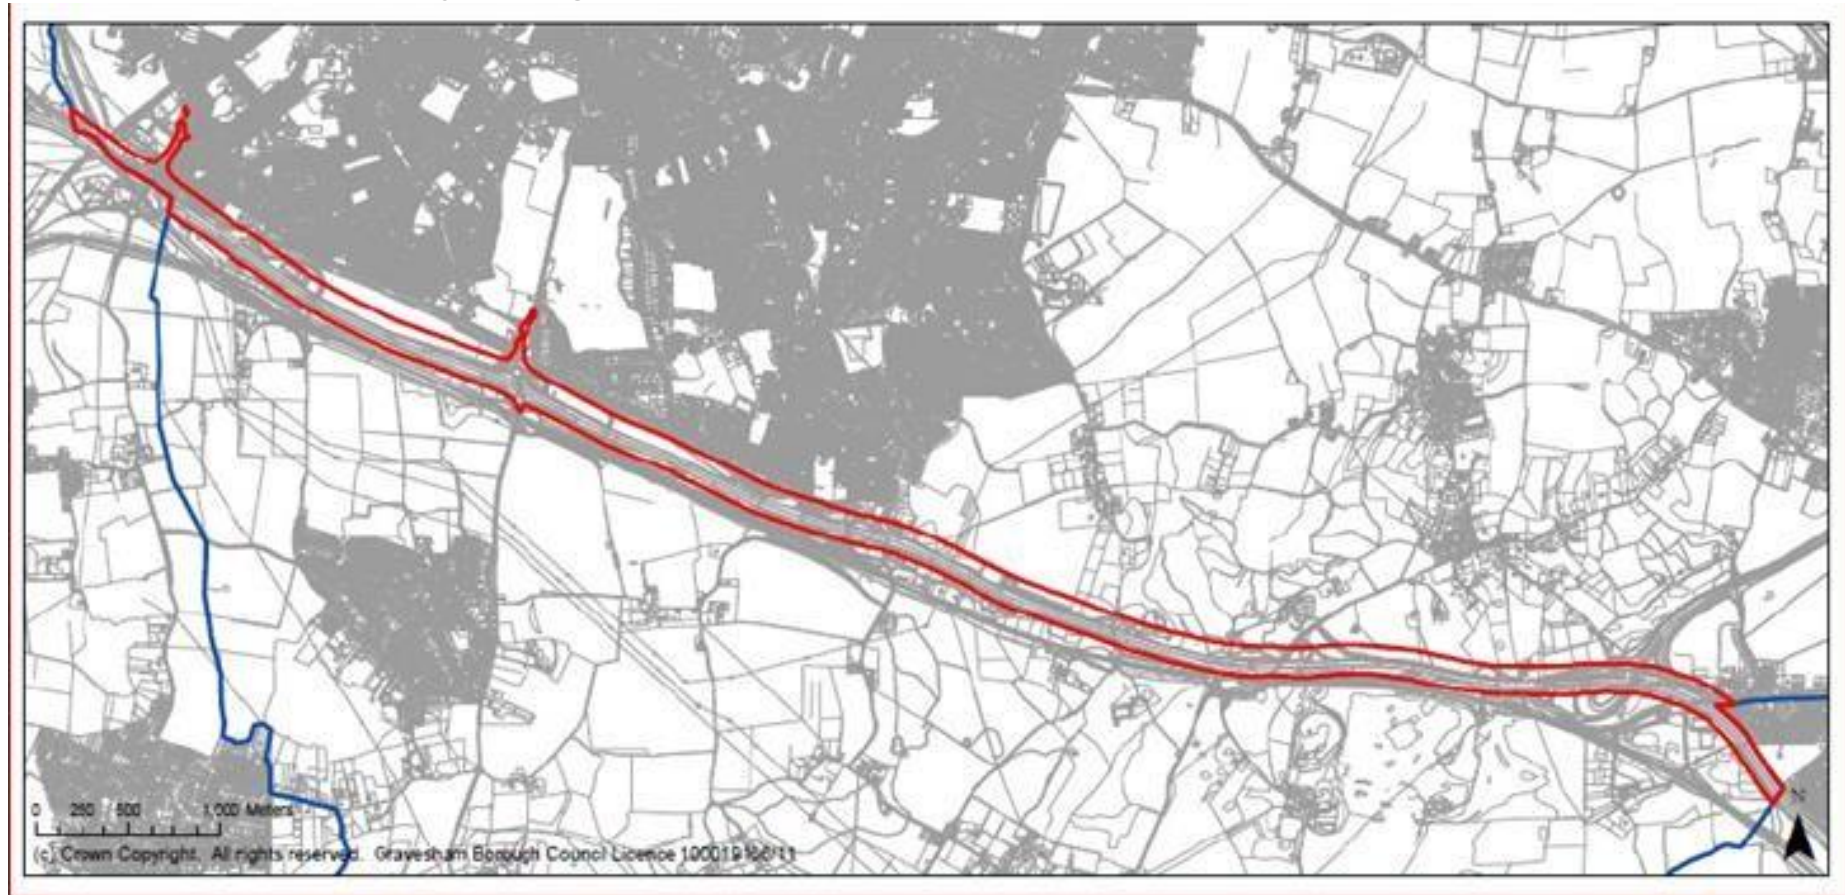 0 250 500 1,000 Meters
(c) Crown Copyright. All rights reserved. Gravesham Borough Council Licence
N